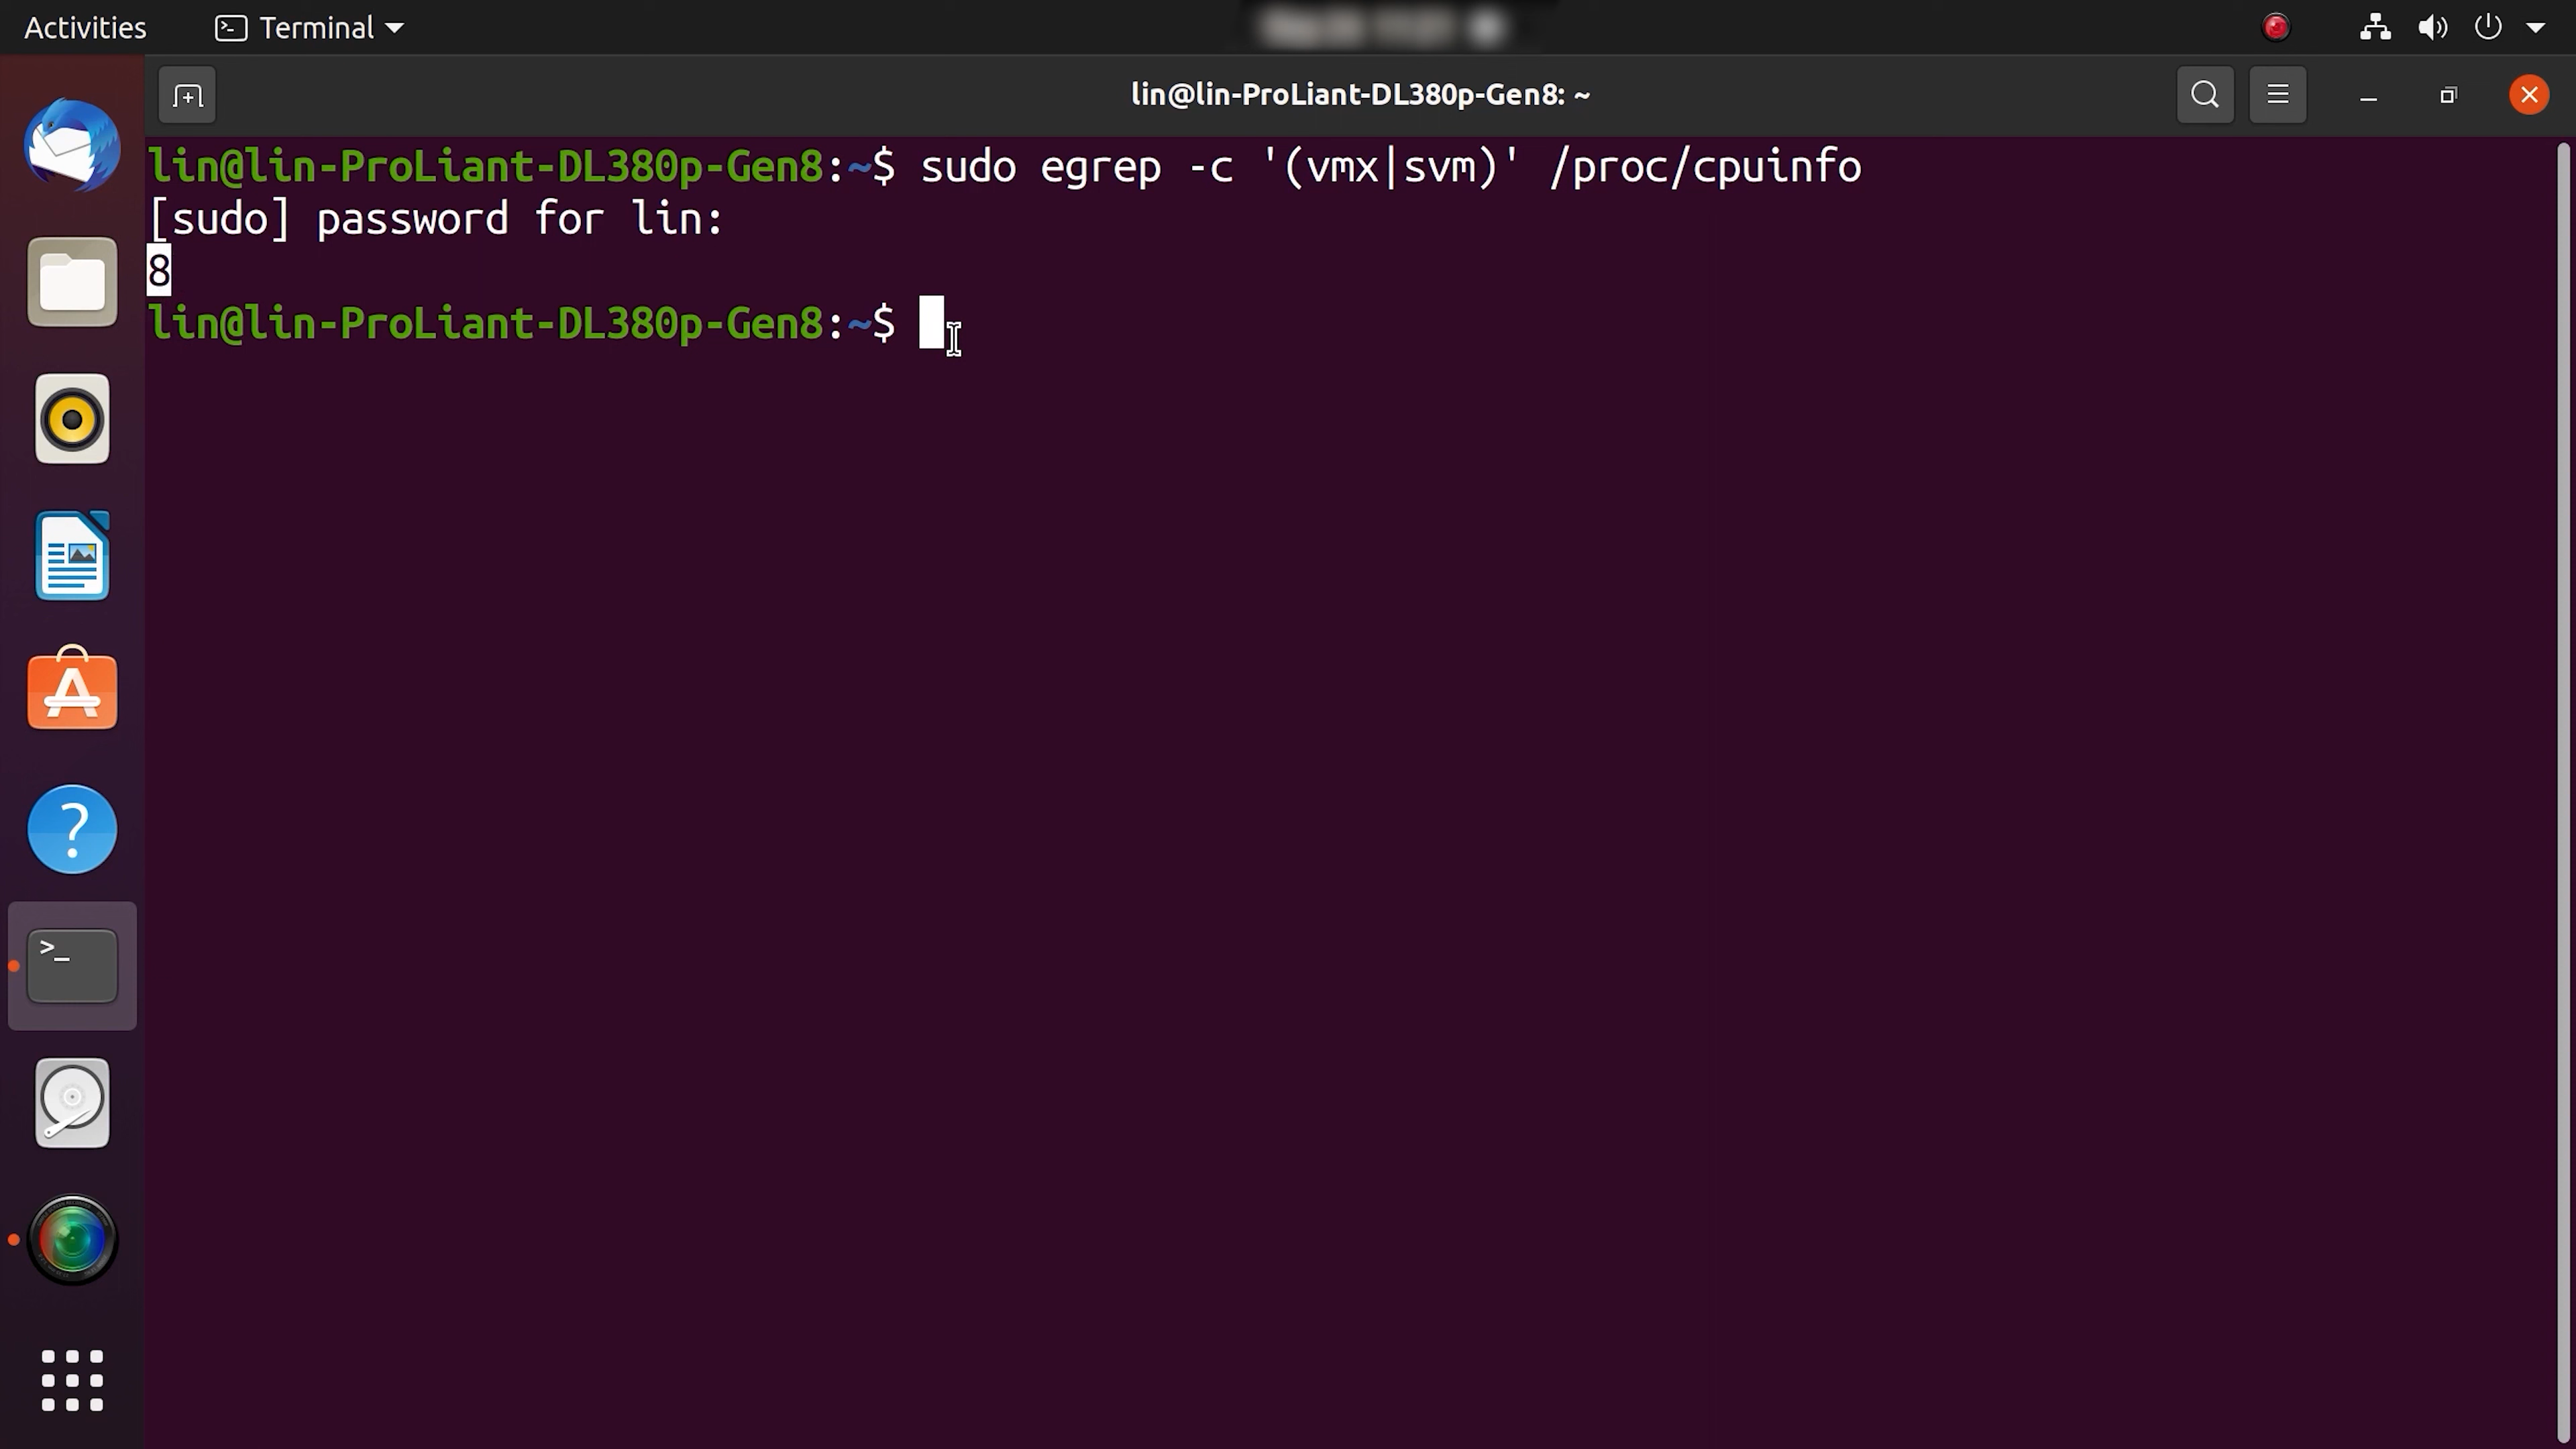 Activities
Terminal
lin@lin-ProLiant-DL380p-Gen8: ~
lin@lin-ProLiant-DL380p-Gen8:~$ sudo egrep -c '(vmx|svm)' /proc/cpuinfo
[sudo] password for lin:
8
lin@lin-ProLiant-DL380p-Gen8:~$